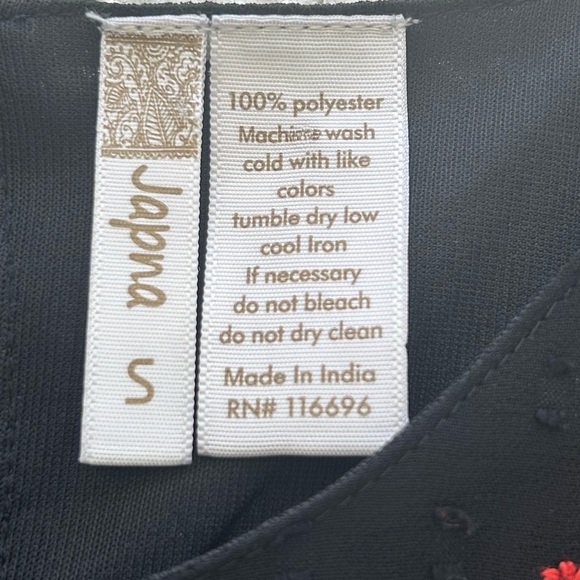 Japna
S
100% polyester
Machine wash
cold with like
colors
tumble dry low
cool Iron
If necessary
do not bleach
do not dry clean
Made In India
RN# 116696